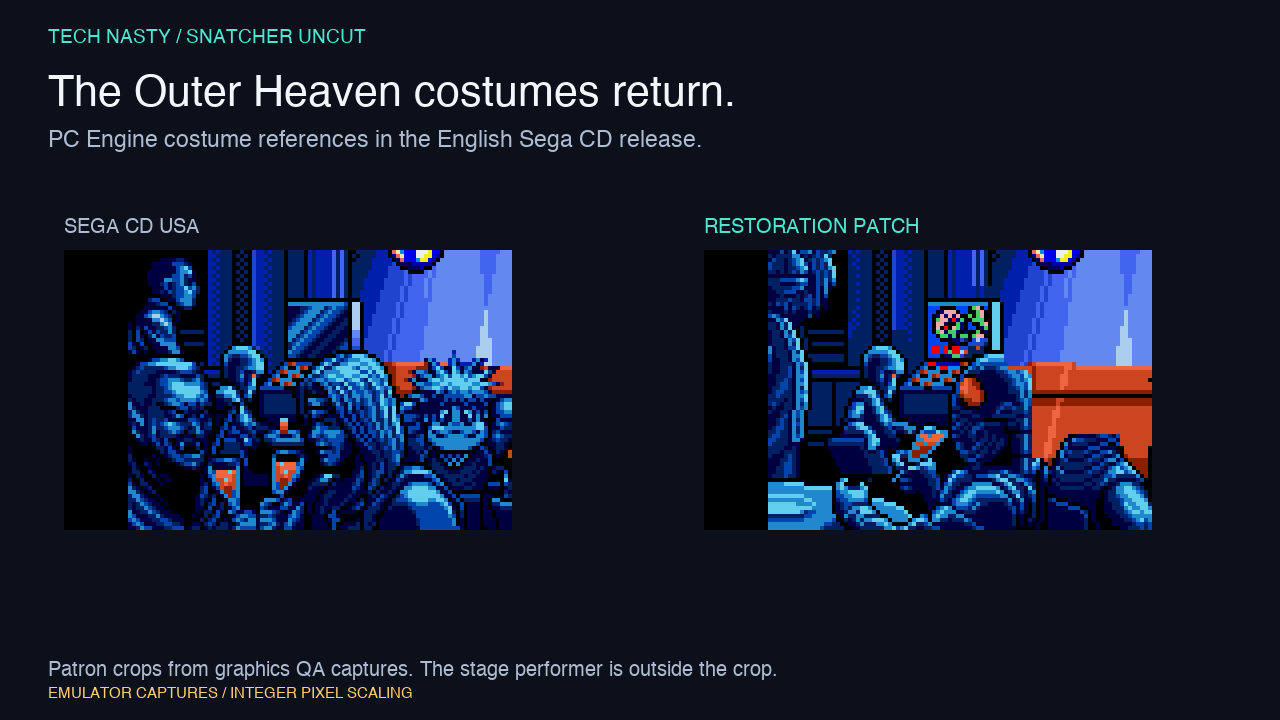 TECH NASTY / SNATCHER UNCUT
The Outer Heaven costumes return.
PC Engine costume references in the English Sega CD release.
SEGA CD USA
RESTORATION PATCH
Patron crops from graphics QA captures. The stage performer is outside the crop.
EMULATOR CAPTURES / INTEGER PIXEL SCALING